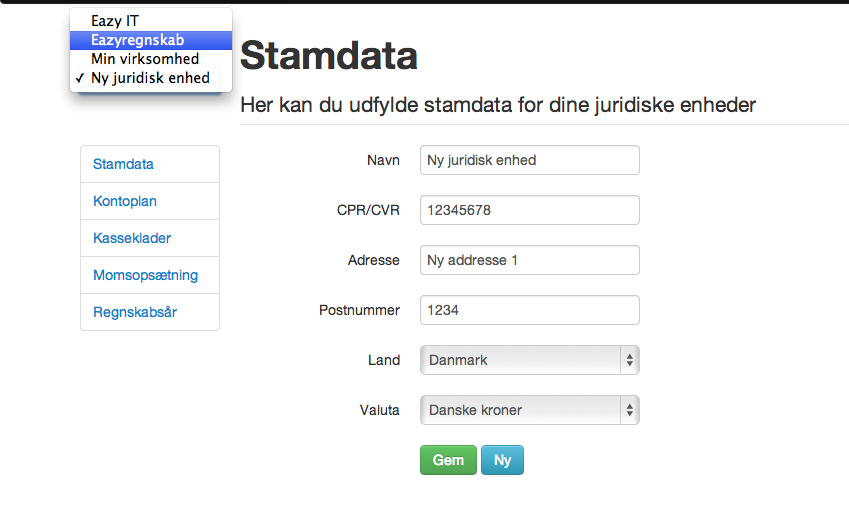 Eazy IT
Eazyregnskab
Min virksomhed
✓ Ny juridisk enhed
Stamdata
Her kan du udfylde stamdata for dine juridiske enheder
Stamdata
Kontoplan
Kasseklader
Momsopsætning
Regnskabsår
Navn Ny juridisk enhed
CPR/CVR 12345678
Adresse Ny addresse 1
Postnummer 1234
Land Danmark
Valuta Danske kroner
Gem Ny